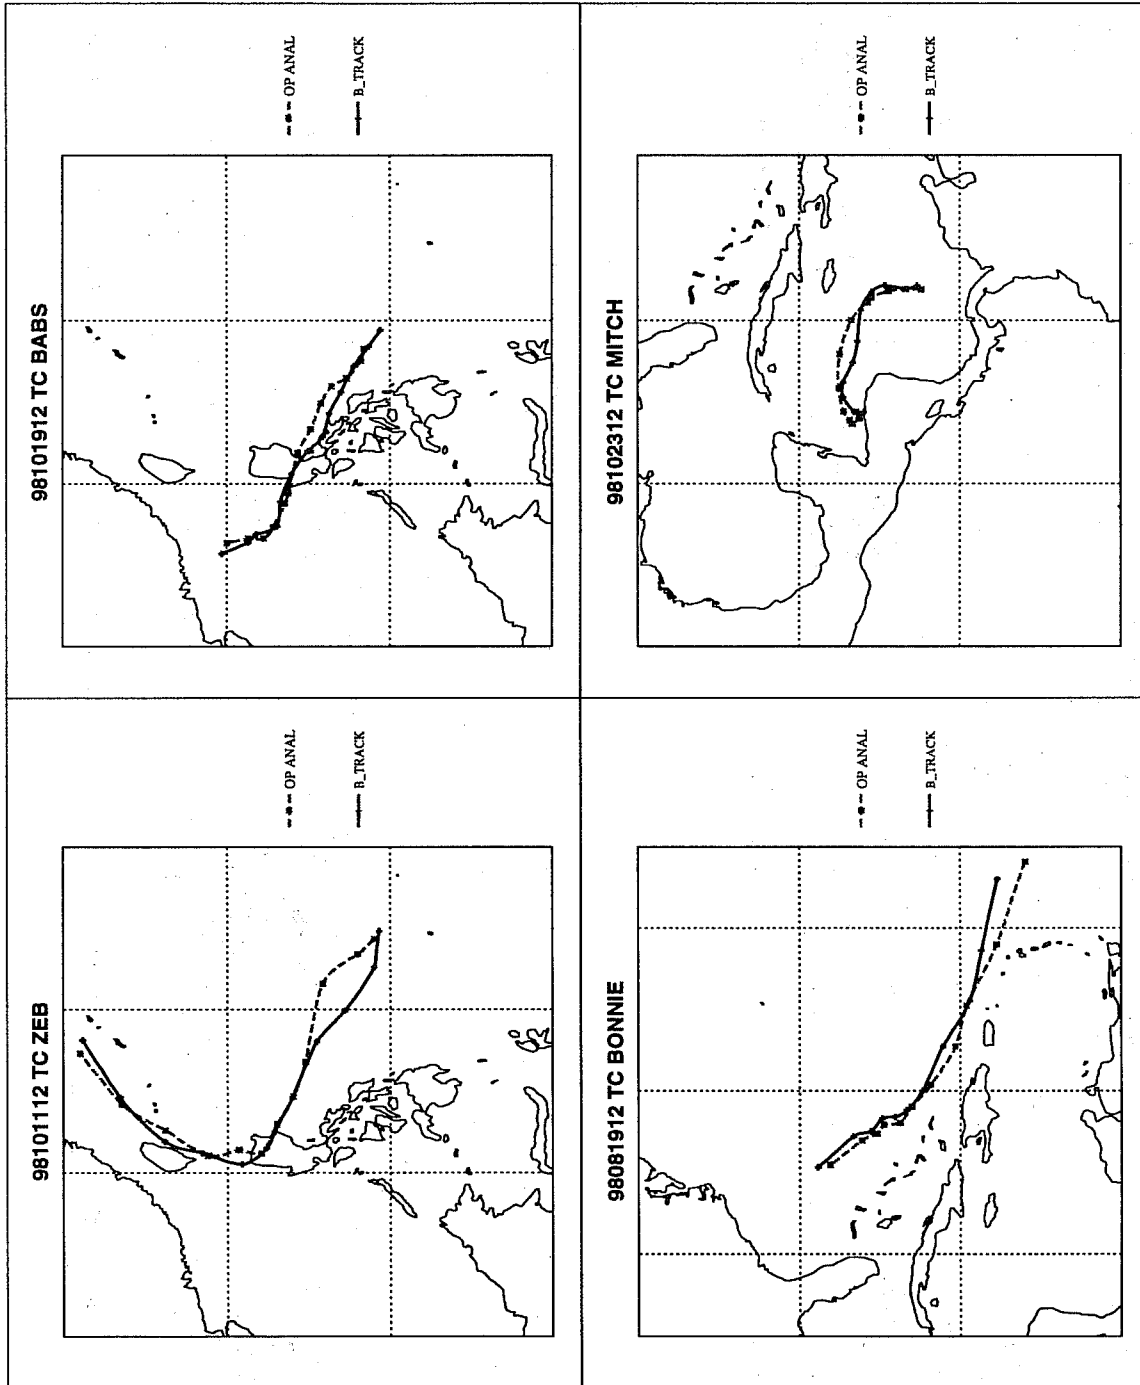 98101112 TC ZEB
OP ANAL
B_TRACK
98101912 TC BABS
OP ANAL
B_TRACK
98081912 TC BONNIE
OP ANAL
B_TRACK
98102312 TC MITCH
OP ANAL
B_TRACK